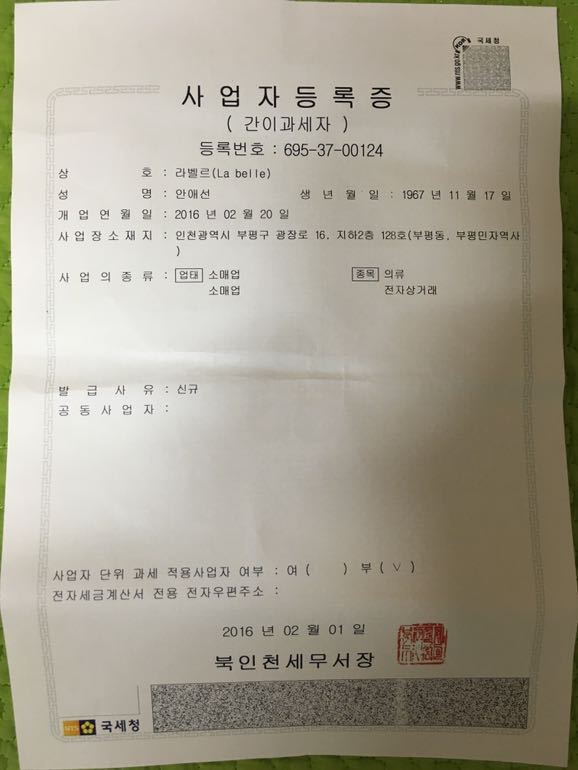 국세청
www.nts.go.kr
사업자등록증
( 간이과세자 )
등록번호 : 695-37-00124
상 호 : 라벨르(La belle)
성 명 : 안애선 생 년 월 일 : 1967 년 11 월 17 일
개 업 연 월 일 : 2016 년 02 월 20 일
사 업 장 소 재 지 : 인천광역시 부평구 광장로 16, 지하2층 128호(부평동, 부평민자역사
)
사 업 의 종 류 : 업태 소매업 종목 의류
소매업 전자상거래
발 급 사 유 : 신규
공 동 사 업 자 :
사업자 단위 과세 적용사업자 여부 : 여 ( ) 부 ( ∨ )
전자세금계산서 전용 전자우편주소 :
2016 년 02 월 01 일
북인천세무서장
NTS 국세청